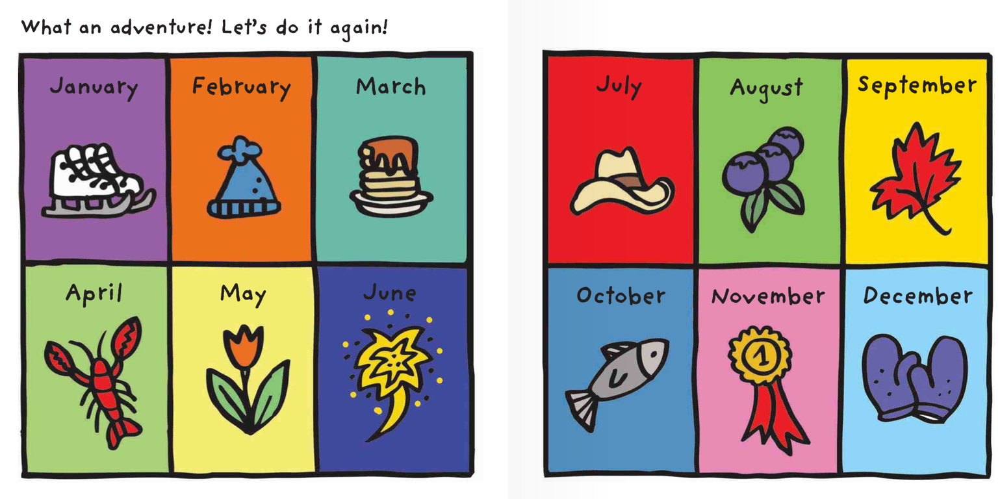 What an adventure! Let's do it again!
January February March
April May June
July August September
October November December
1